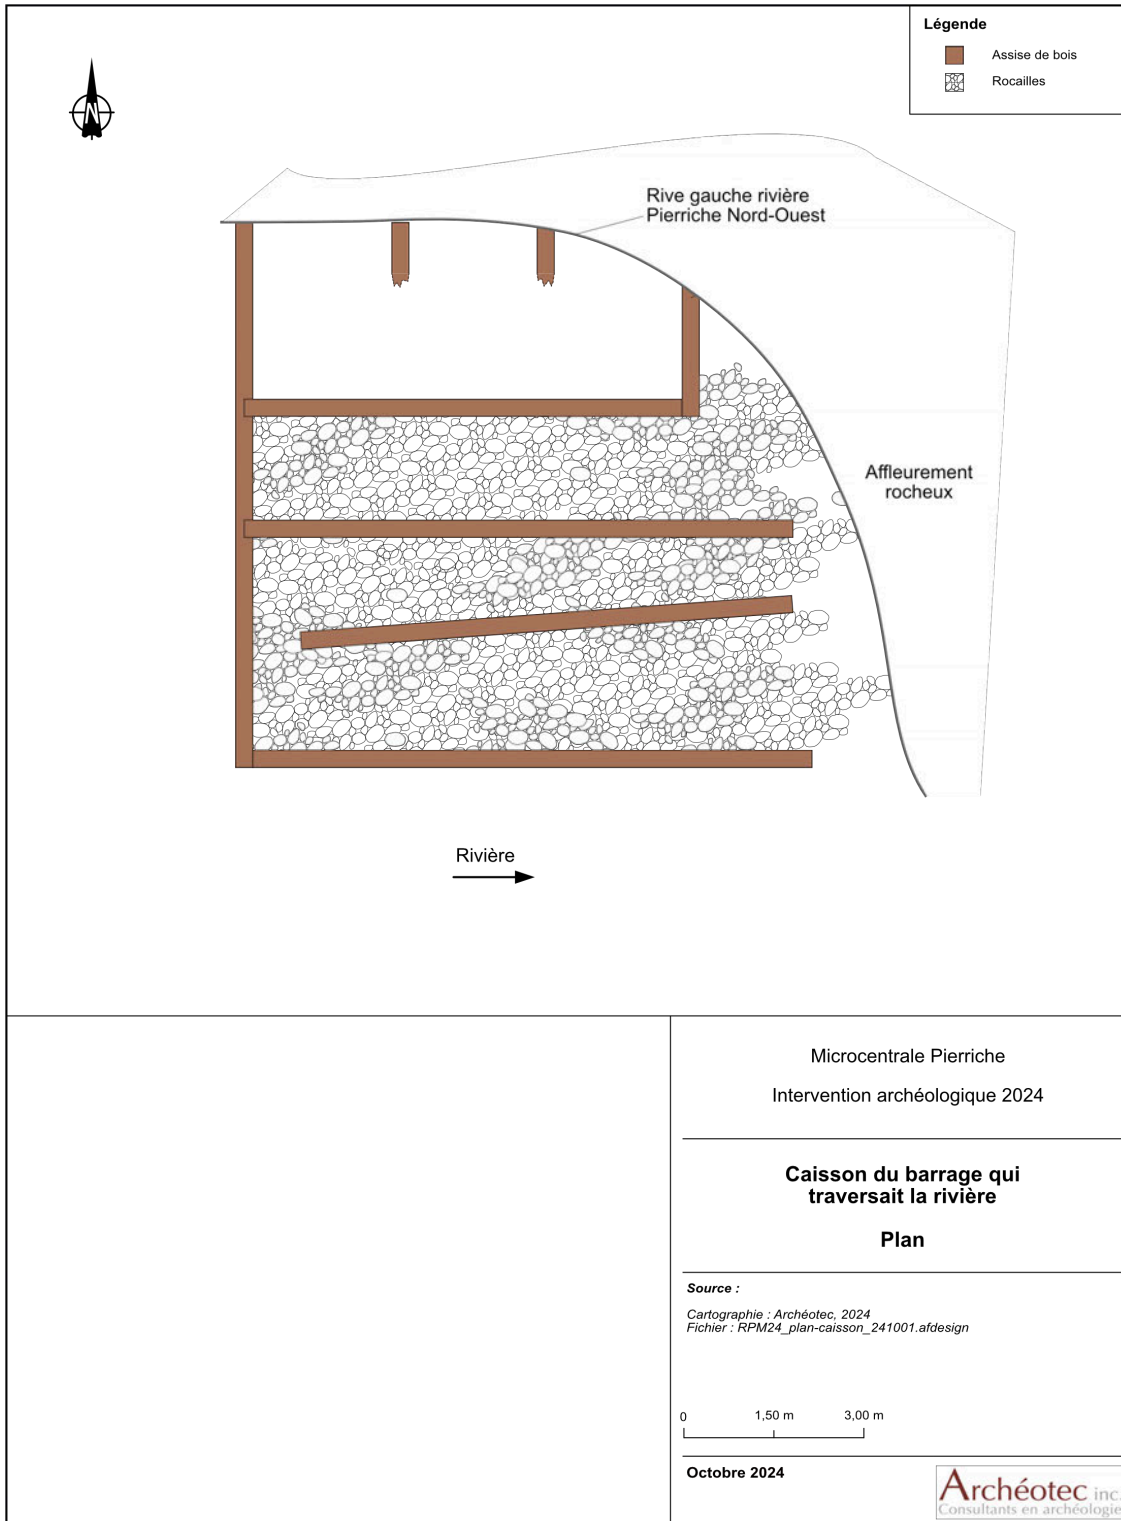 Légende
Assise de bois
Rocailles
N
Rive gauche rivière
Pierriche Nord-Ouest
Affleurement
rocheux
Rivière
Microcentrale Pierriche
Intervention archéologique 2024
Caisson du barrage qui
traversait la rivière
Plan
Source :
Cartographie : Archéotec, 2024
Fichier : RPM24_plan-caisson_241001.afdesign
0 1,50 m 3,00 m
Octobre 2024
Archéotec inc.
Consultants en archéologie